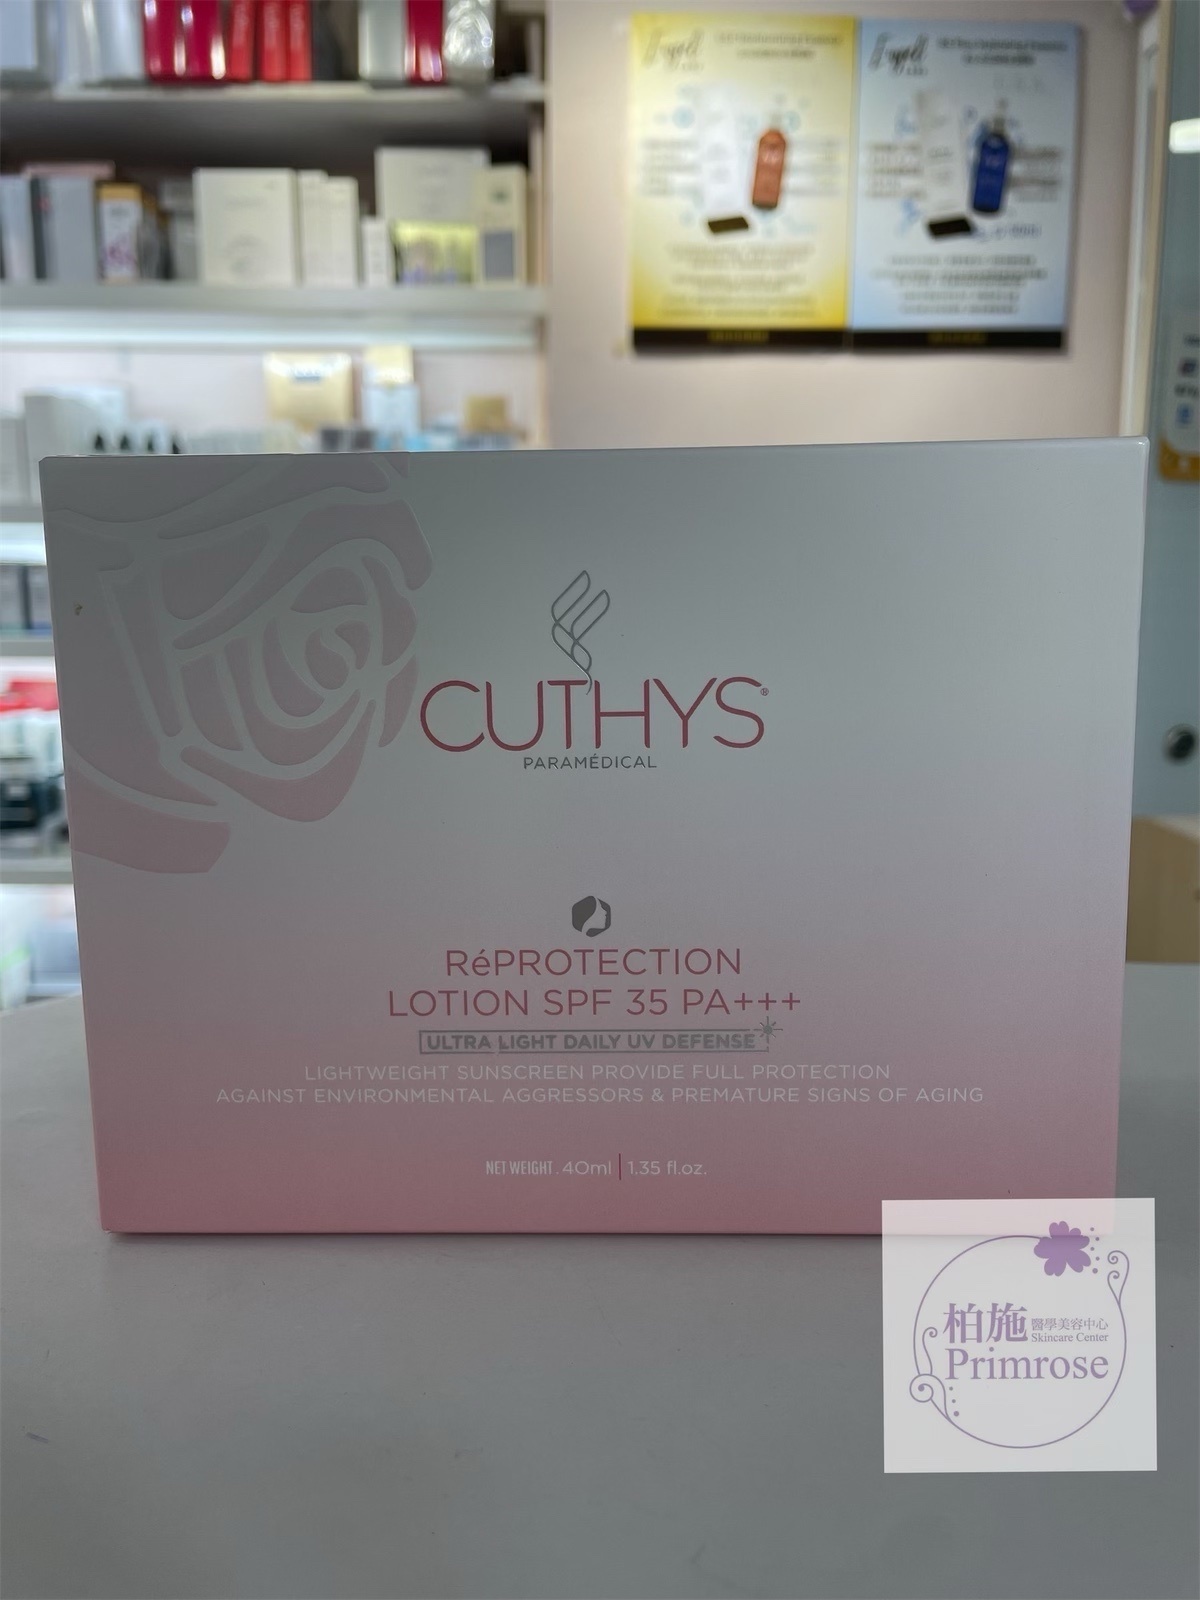 CUTHYS®
PARAMÉDICAL
RéPROTECTION
LOTION SPF 35 PA+++
ULTRA LIGHT DAILY UV DEFENSE
LIGHTWEIGHT SUNSCREEN PROVIDE FULL PROTECTION
AGAINST ENVIRONMENTAL AGGRESSORS & PREMATURE SIGNS OF AGING
NET WEIGHT. 40ml | 1.35 fl.oz.
柏施 醫學美容中心
Skincare Center
Primrose